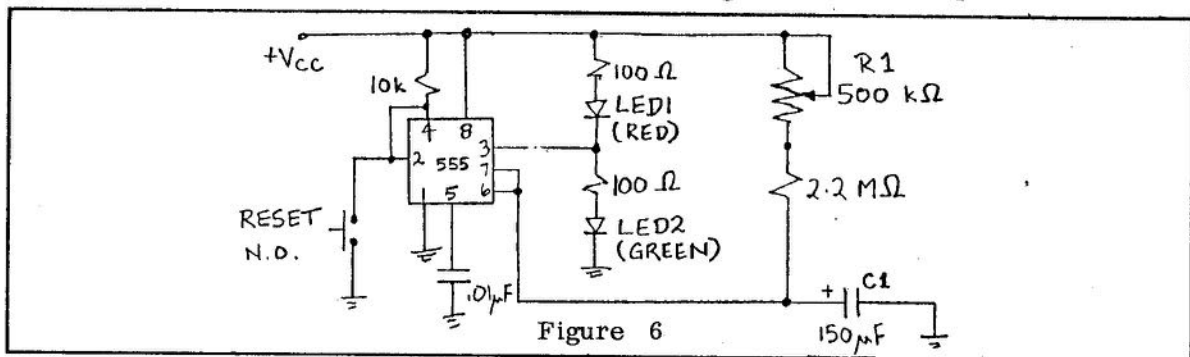 +VCC
10k
100 Ω
LED1
(RED)
R1
500 kΩ
4 8
2 555 3
7
6
1 5
100 Ω
LED2
(GREEN)
2.2 MΩ
RESET
N.O.
.01μF
+ C1
150μF
Figure 6